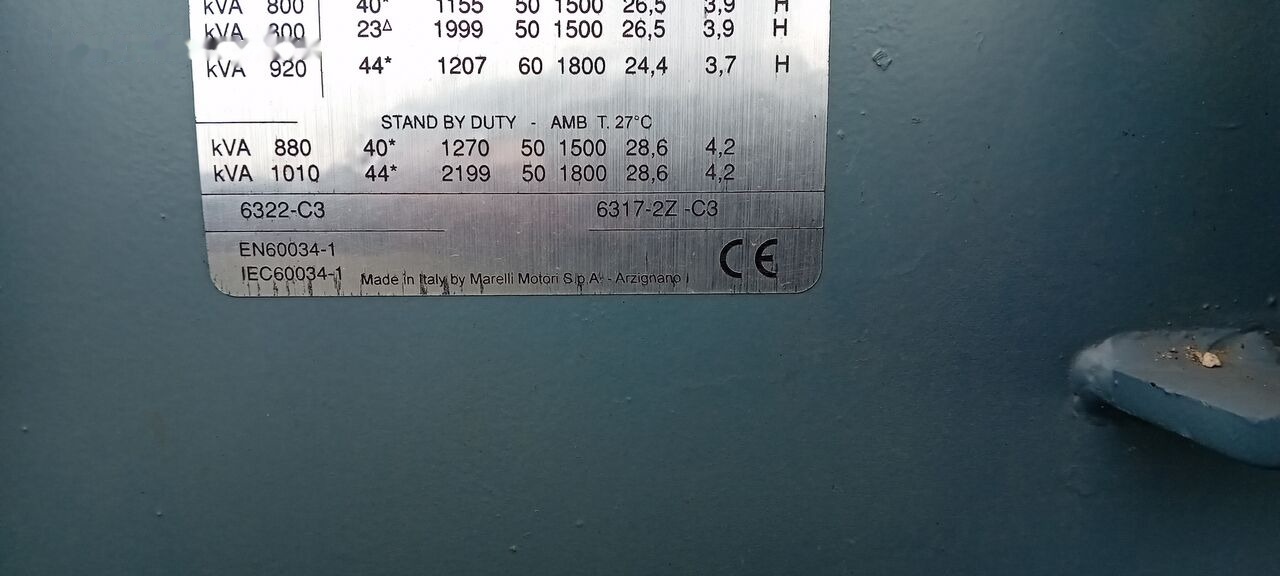 kVA 800 40* 1155 50 1500 26,5 3,9 H
kVA 800 23Δ 1999 50 1500 26,5 3,9 H
kVA 920 44* 1207 60 1800 24,4 3,7 H
STAND BY DUTY - AMB T. 27°C
kVA 880 40* 1270 50 1500 28,6 4,2
kVA 1010 44* 2199 50 1800 28,6 4,2
6322-C3 6317-2Z -C3
EN60034-1
IEC60034-1 Made in Italy by Marelli Motori S.p.A. - Arzignano I
CE